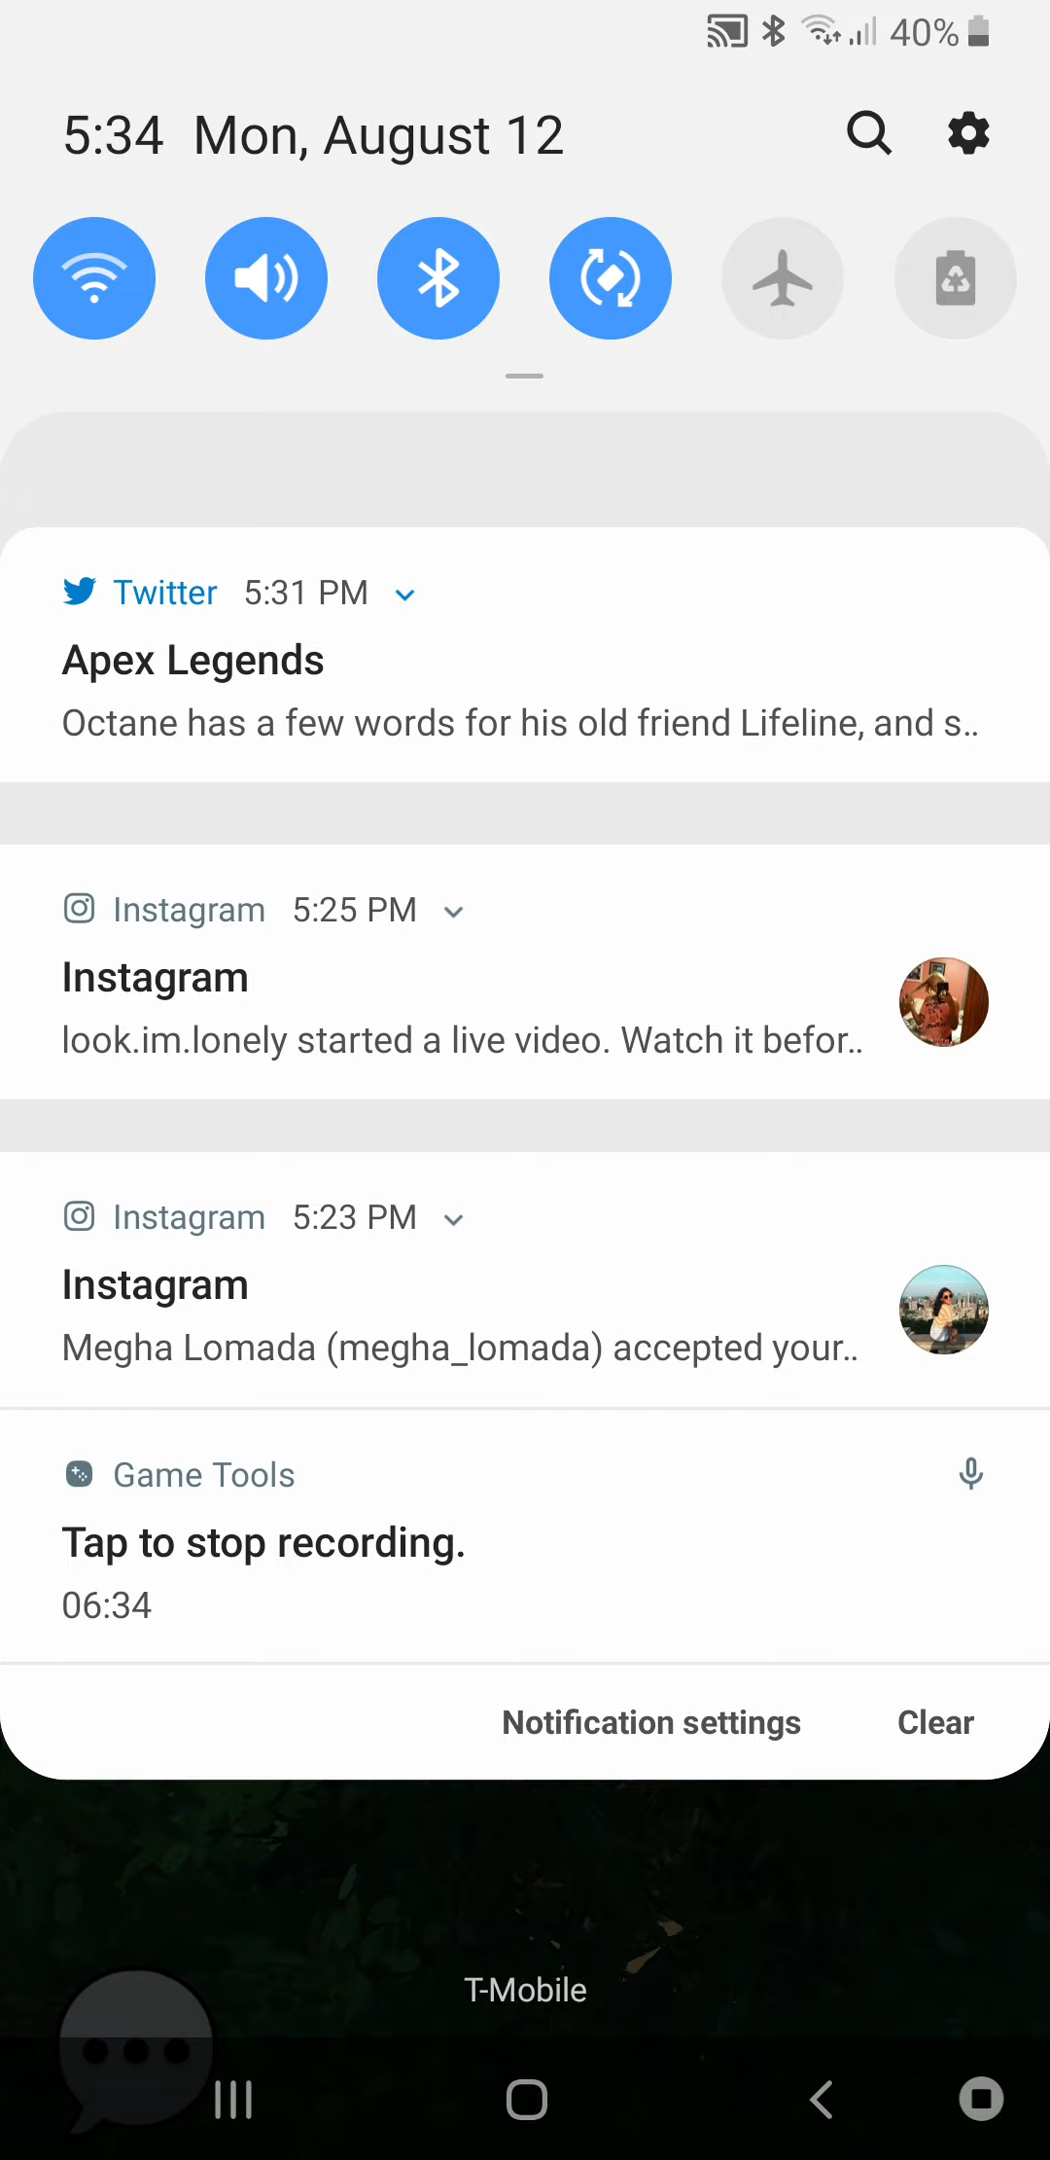 40%
5:34 Mon, August 12
Twitter 5:31 PM
Apex Legends
Octane has a few words for his old friend Lifeline, and s..
Instagram 5:25 PM
Instagram
look.im.lonely started a live video. Watch it befor..
Instagram 5:23 PM
Instagram
Megha Lomada (megha_lomada) accepted your..
Game Tools
Tap to stop recording.
06:34
Notification settings Clear
T-Mobile